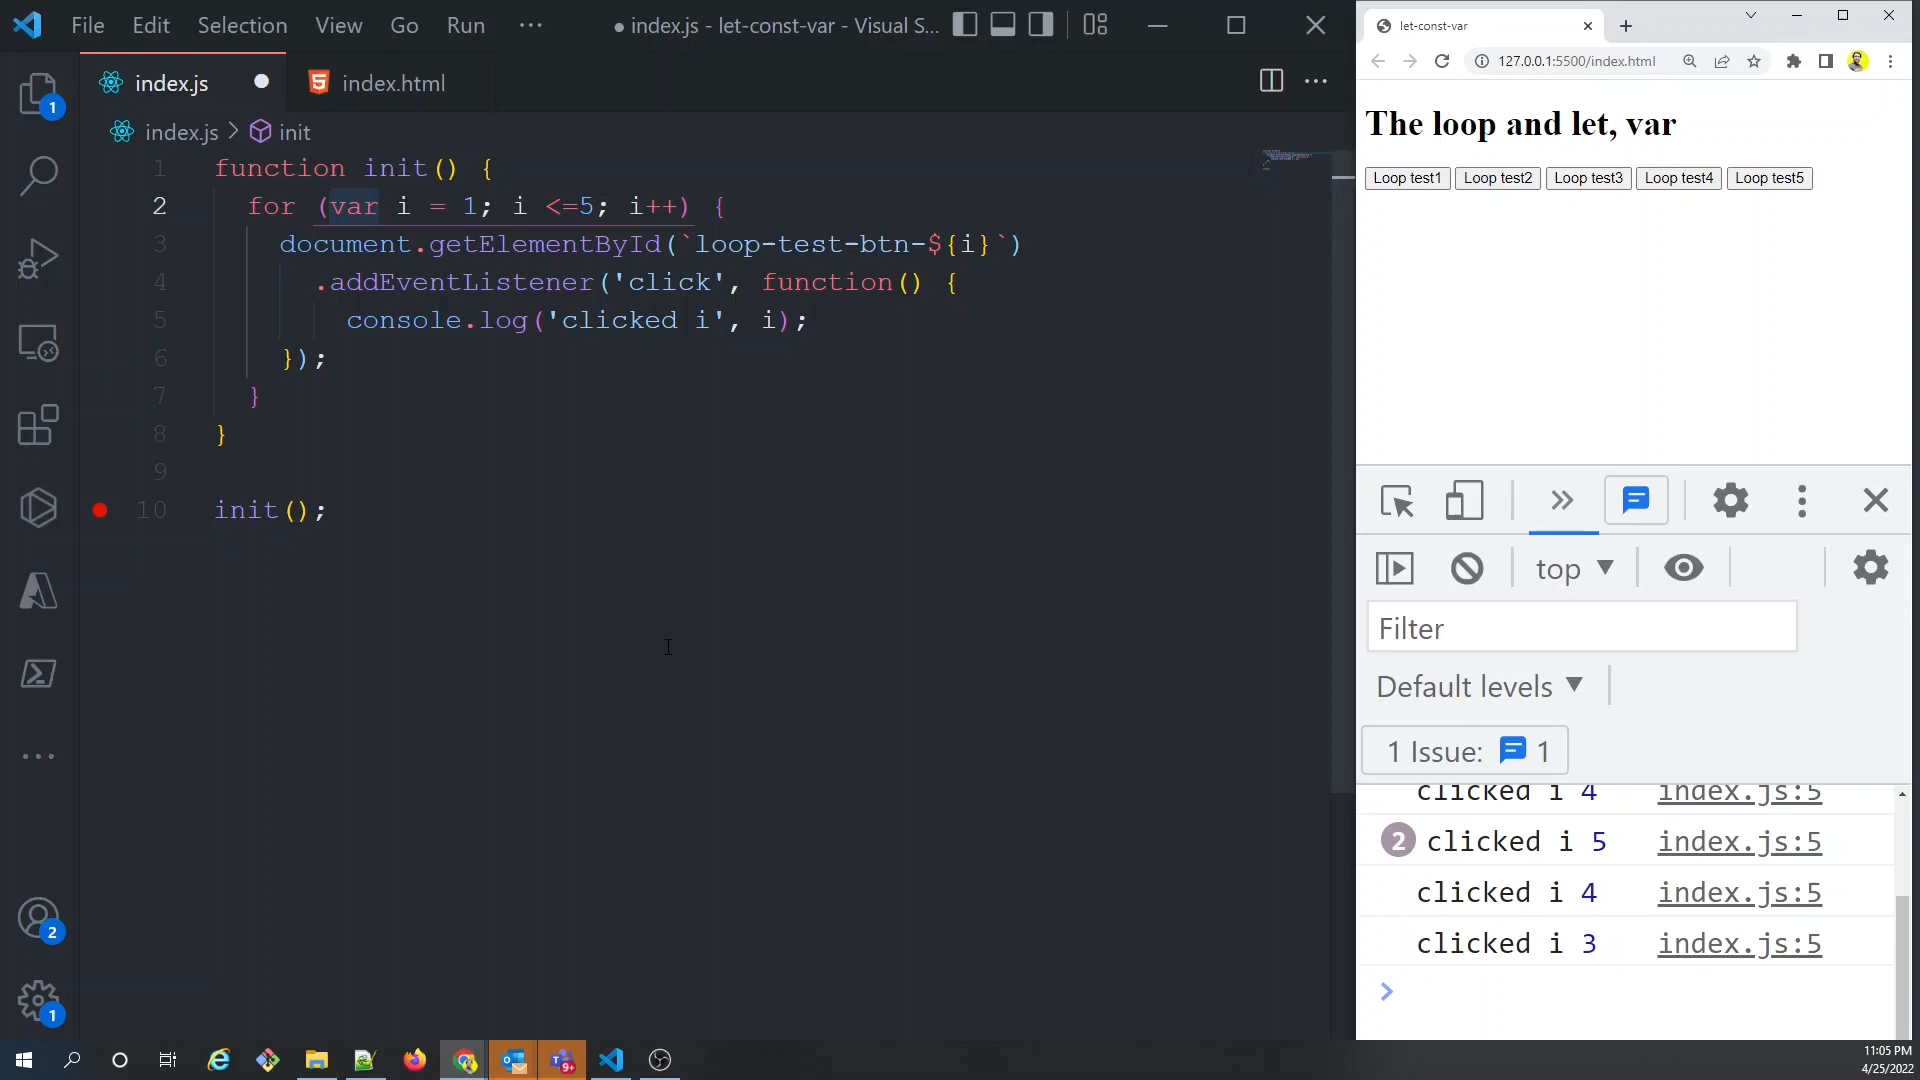 File Edit Selection View Go Run ··· ● index.js - let-const-var - Visual S...
index.js ● index.html
index.js > init
1 function init() {
2 for (var i = 1; i <=5; i++) {
3 document.getElementById(`loop-test-btn-${i}`)
4 .addEventListener('click', function() {
5 console.log('clicked i', i);
6 });
7 }
8 }
9
10 init();
1
2
1
let-const-var
127.0.0.1:5500/index.html
The loop and let, var
Loop test1 Loop test2 Loop test3 Loop test4 Loop test5
top
Filter
Default levels
1 Issue: 1
clicked i 4 index.js:5
2 clicked i 5 index.js:5
clicked i 4 index.js:5
clicked i 3 index.js:5
9+
11:05 PM
4/25/2022